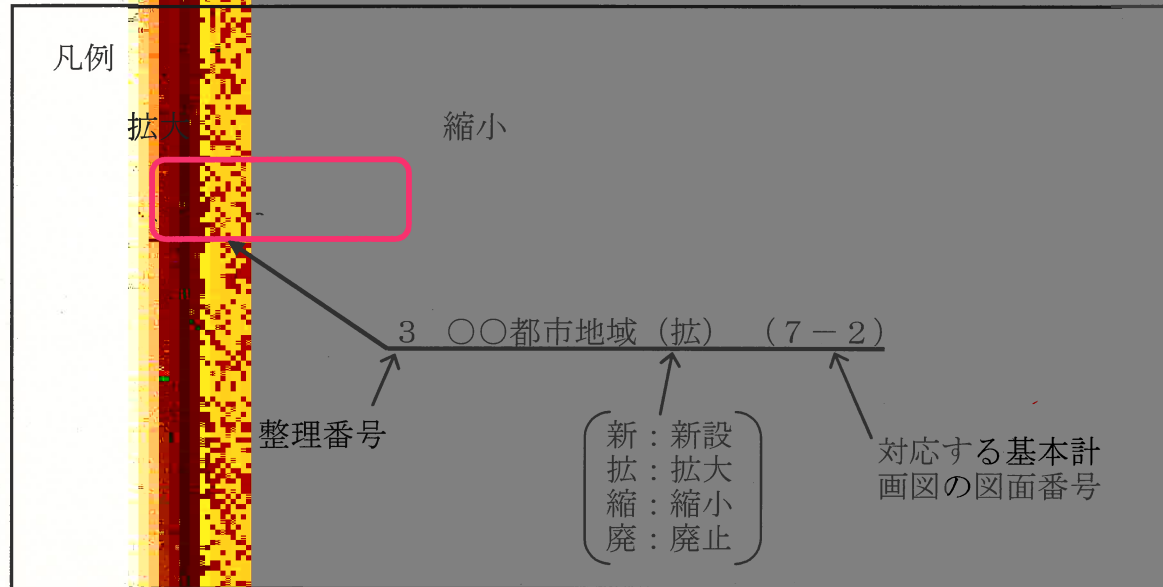 凡例
拡大 縮小
3 ○○都市地域（拡） （7－2）
整理番号
新：新設
拡：拡大
縮：縮小
廃：廃止
対応する基本計
画図の図面番号